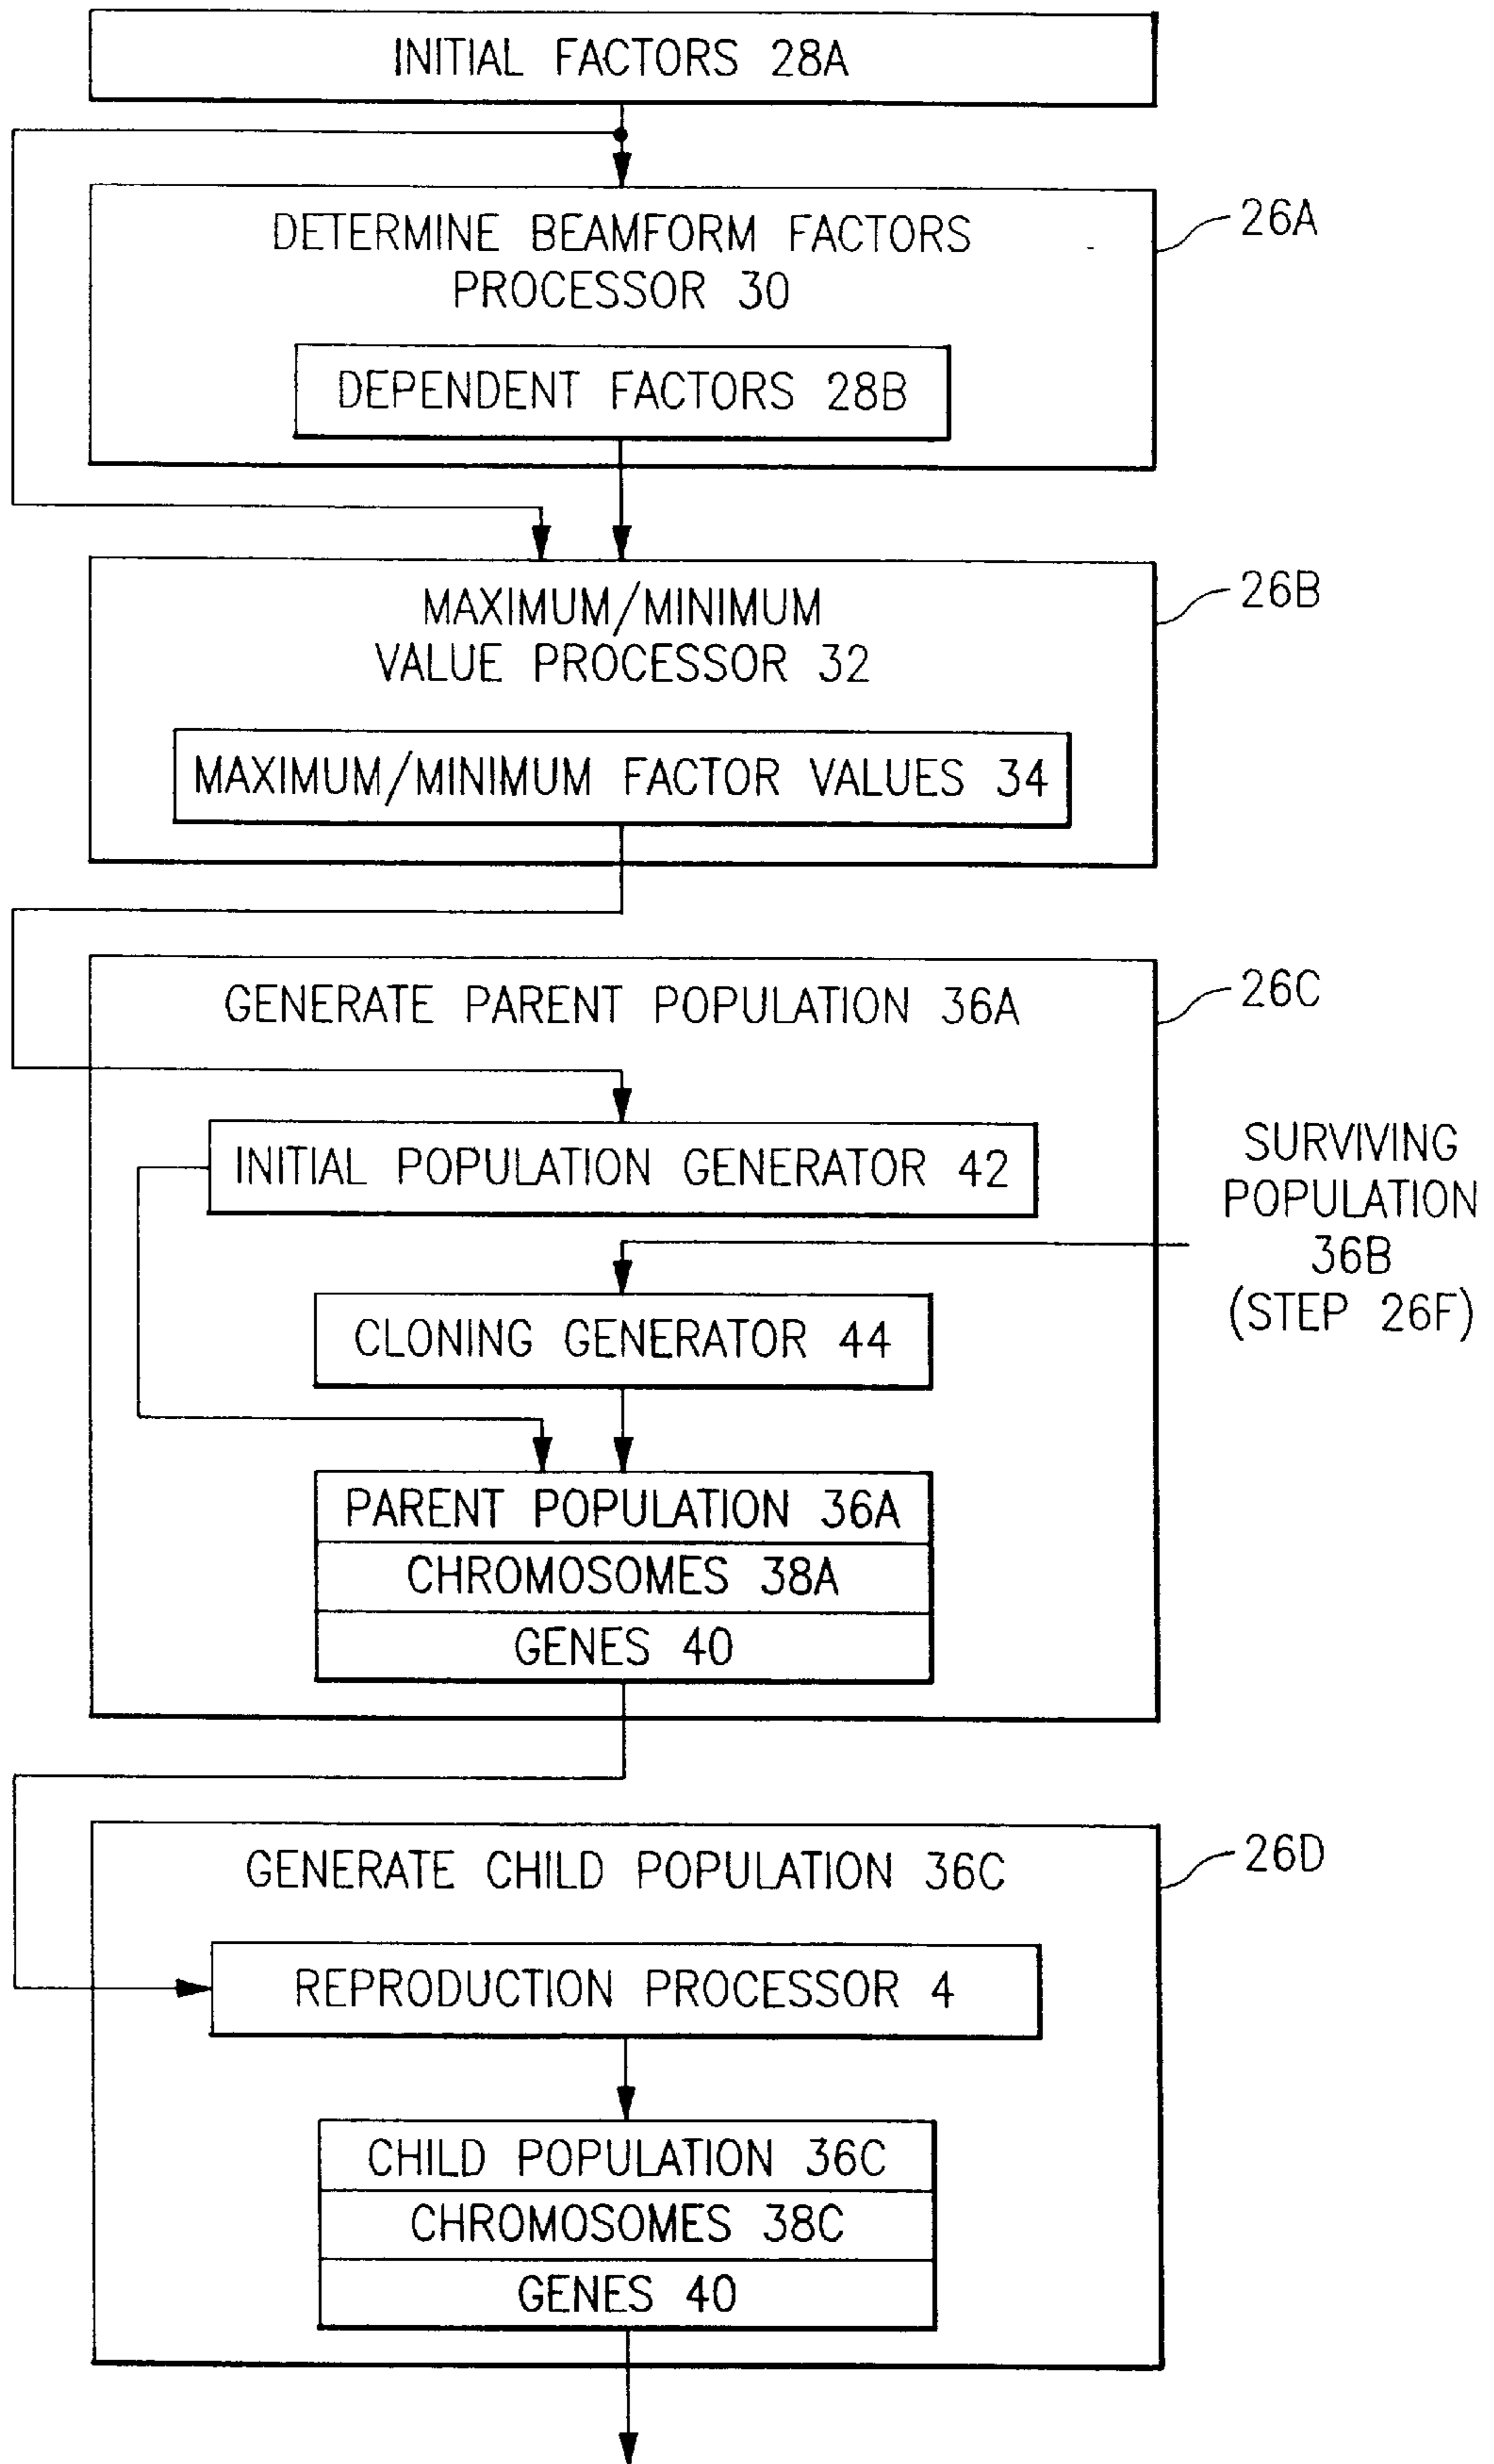 INITIAL FACTORS 28A
DETERMINE BEAMFORM FACTORS
PROCESSOR 30
26A
DEPENDENT FACTORS 28B
MAXIMUM/MINIMUM
VALUE PROCESSOR 32
26B
MAXIMUM/MINIMUM FACTOR VALUES 34
GENERATE PARENT POPULATION 36A
26C
INITIAL POPULATION GENERATOR 42
SURVIVING
POPULATION
36B
(STEP 26F)
CLONING GENERATOR 44
PARENT POPULATION 36A
CHROMOSOMES 38A
GENES 40
GENERATE CHILD POPULATION 36C
26D
REPRODUCTION PROCESSOR 4
CHILD POPULATION 36C
CHROMOSOMES 38C
GENES 40